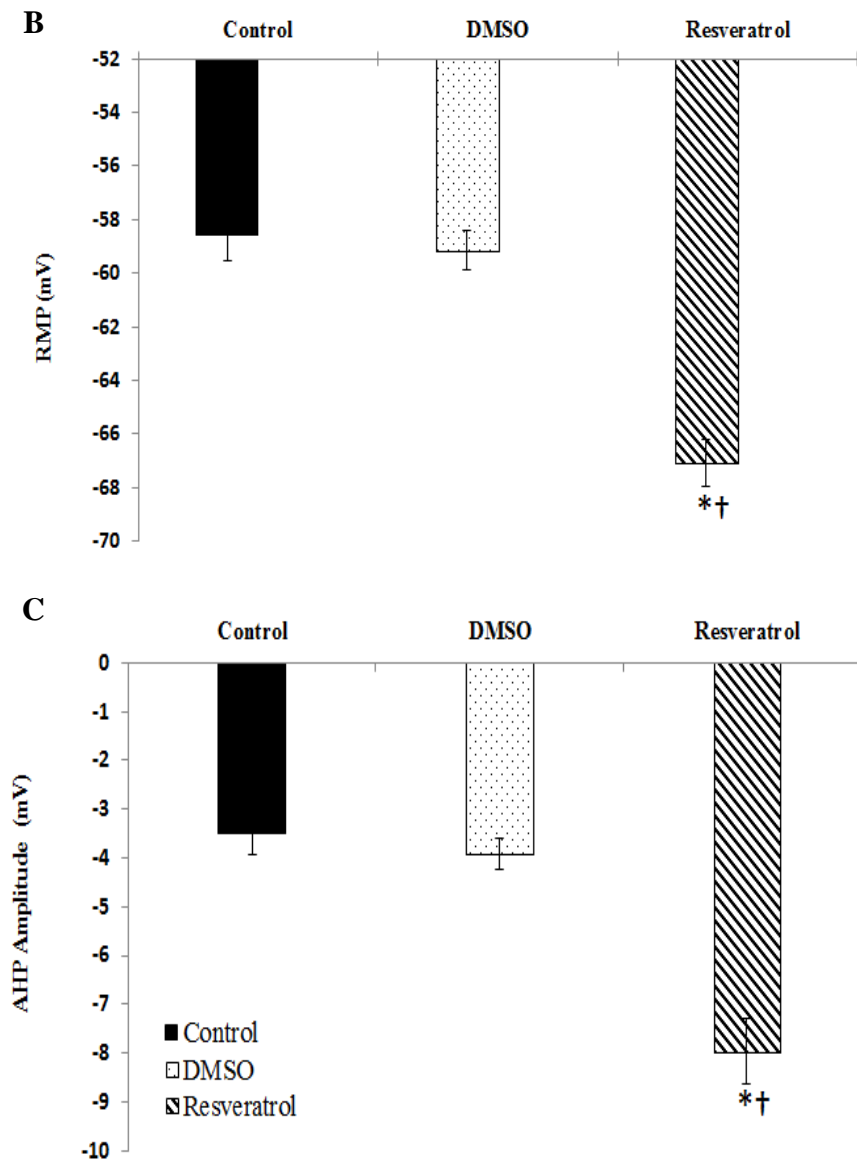 B
Control DMSO Resveratrol
-52
-54
-56
-58
-60
-62
-64
-66
-68
-70
RMP (mV)
*†
C
Control DMSO Resveratrol
0
-1
-2
-3
-4
-5
-6
-7
-8
-9
-10
AHP Amplitude (mV)
Control
DMSO
Resveratrol
*†